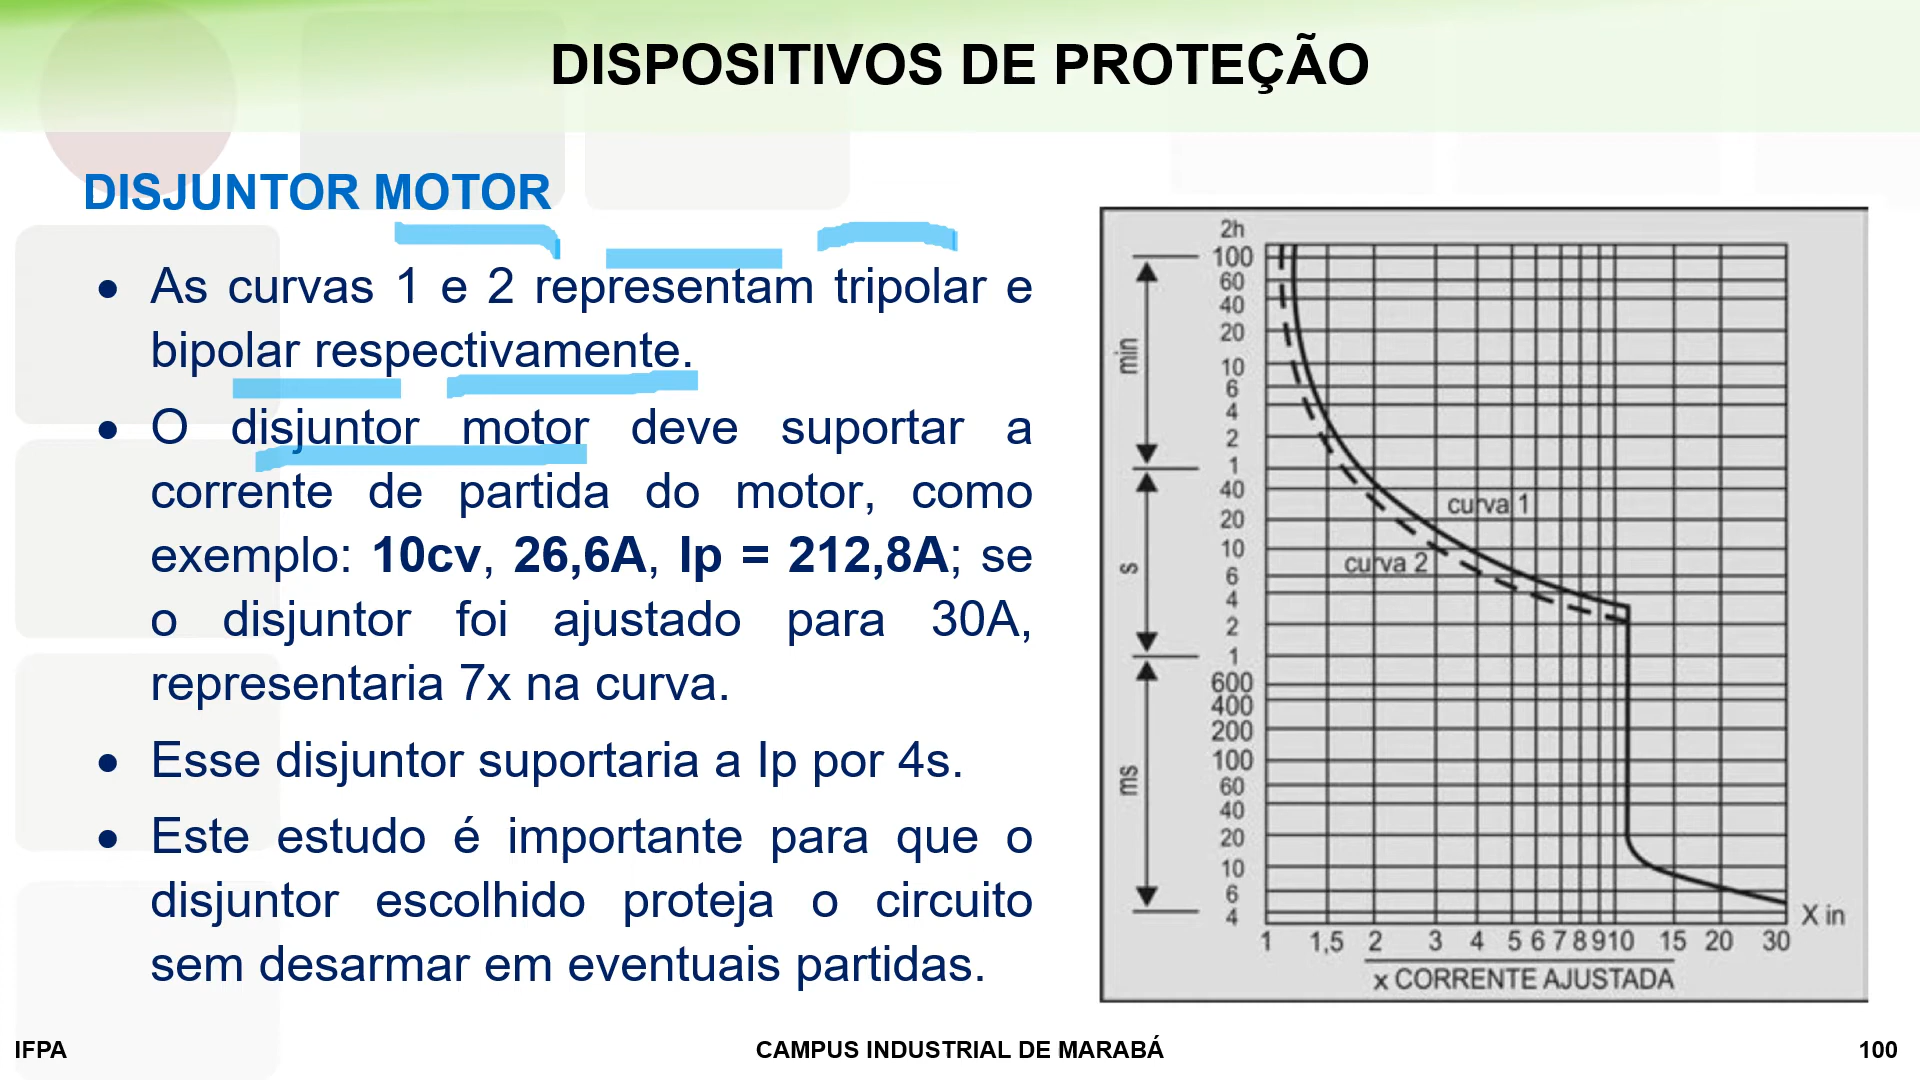 DISPOSITIVOS DE PROTEÇÃO
DISJUNTOR MOTOR
• As curvas 1 e 2 representam tripolar e
bipolar respectivamente.
• O disjuntor motor deve suportar a
corrente de partida do motor, como
exemplo: 10cv, 26,6A, Ip = 212,8A; se
o disjuntor foi ajustado para 30A,
representaria 7x na curva.
• Esse disjuntor suportaria a Ip por 4s.
• Este estudo é importante para que o
disjuntor escolhido proteja o circuito
sem desarmar em eventuais partidas.
2h
100
60
40
20
10
6
4
2
1
40
20
10
6
4
2
1
600
400
200
100
60
40
20
10
6
4
min
s
ms
curva 1
curva 2
X in
1 1,5 2 3 4 5 6 7 8 9 10 15 20 30
x CORRENTE AJUSTADA
IFPA
CAMPUS INDUSTRIAL DE MARABÁ
100